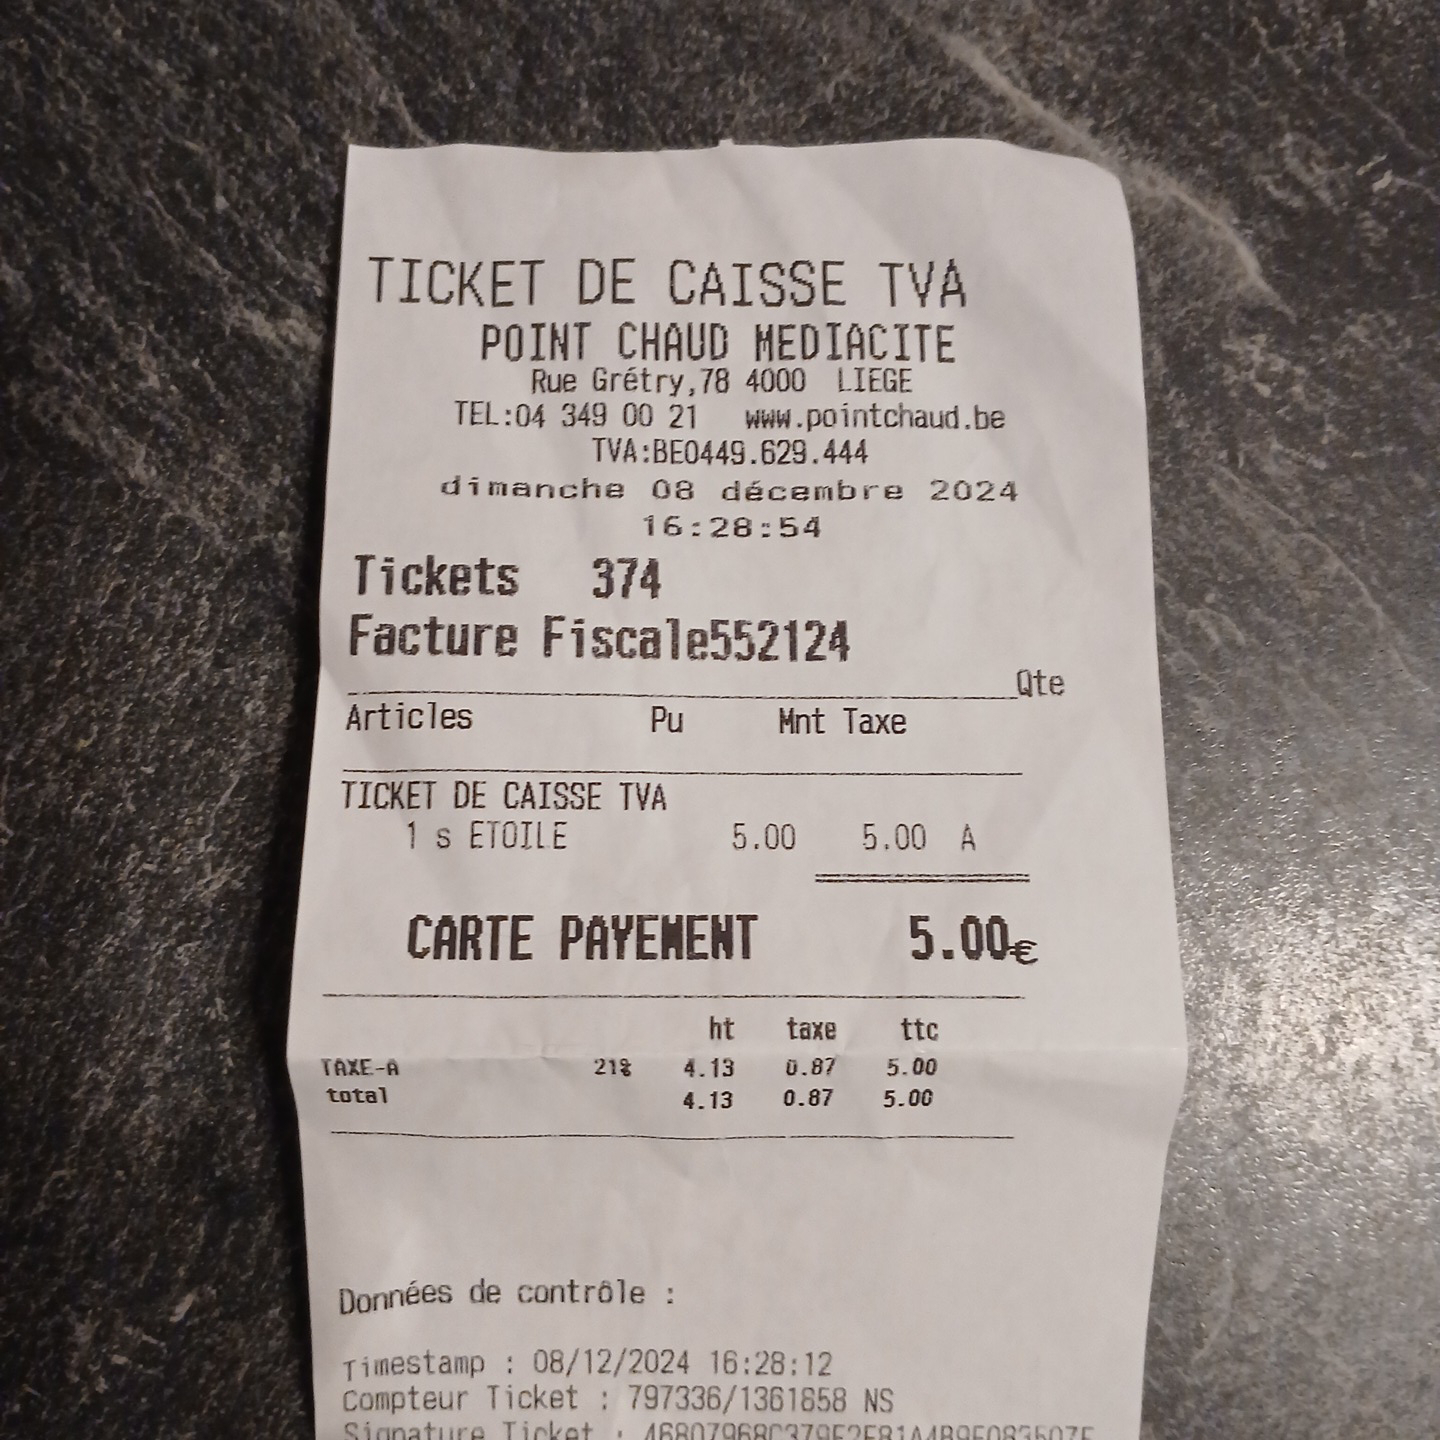 TICKET DE CAISSE TVA
POINT CHAUD MEDIACITE
Rue Grétry,78 4000 LIEGE
TEL:04 349 00 21 www.pointchaud.be
TVA:BE0449.629.444
dimanche 08 décembre 2024
16:28:54
Tickets 374
Facture Fiscale552124
Qte
Articles Pu Mnt Taxe
TICKET DE CAISSE TVA
1 s ETOILE 5.00 5.00 A
CARTE PAYEMENT 5.00€
ht taxe ttc
TAXE-A 21% 4.13 0.87 5.00
total 4.13 0.87 5.00
Données de contrôle :
Timestamp : 08/12/2024 16:28:12
Compteur Ticket : 797336/1361858 NS
Signature Ticket :